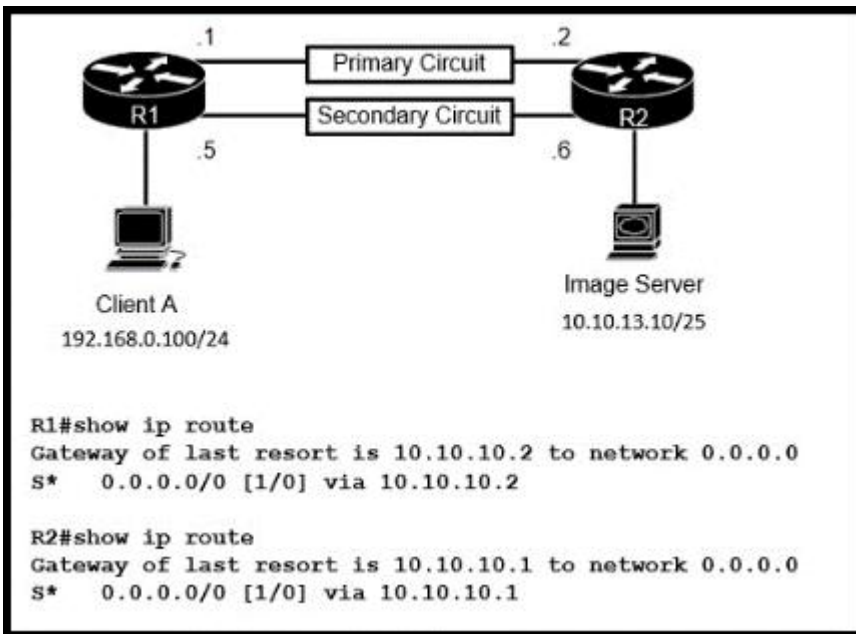 .1
.2
Primary Circuit
R1
Secondary Circuit
R2
.5
.6
Client A
192.168.0.100/24
Image Server
10.10.13.10/25
R1#show ip route
Gateway of last resort is 10.10.10.2 to network 0.0.0.0
S* 0.0.0.0/0 [1/0] via 10.10.10.2
R2#show ip route
Gateway of last resort is 10.10.10.1 to network 0.0.0.0
S* 0.0.0.0/0 [1/0] via 10.10.10.1